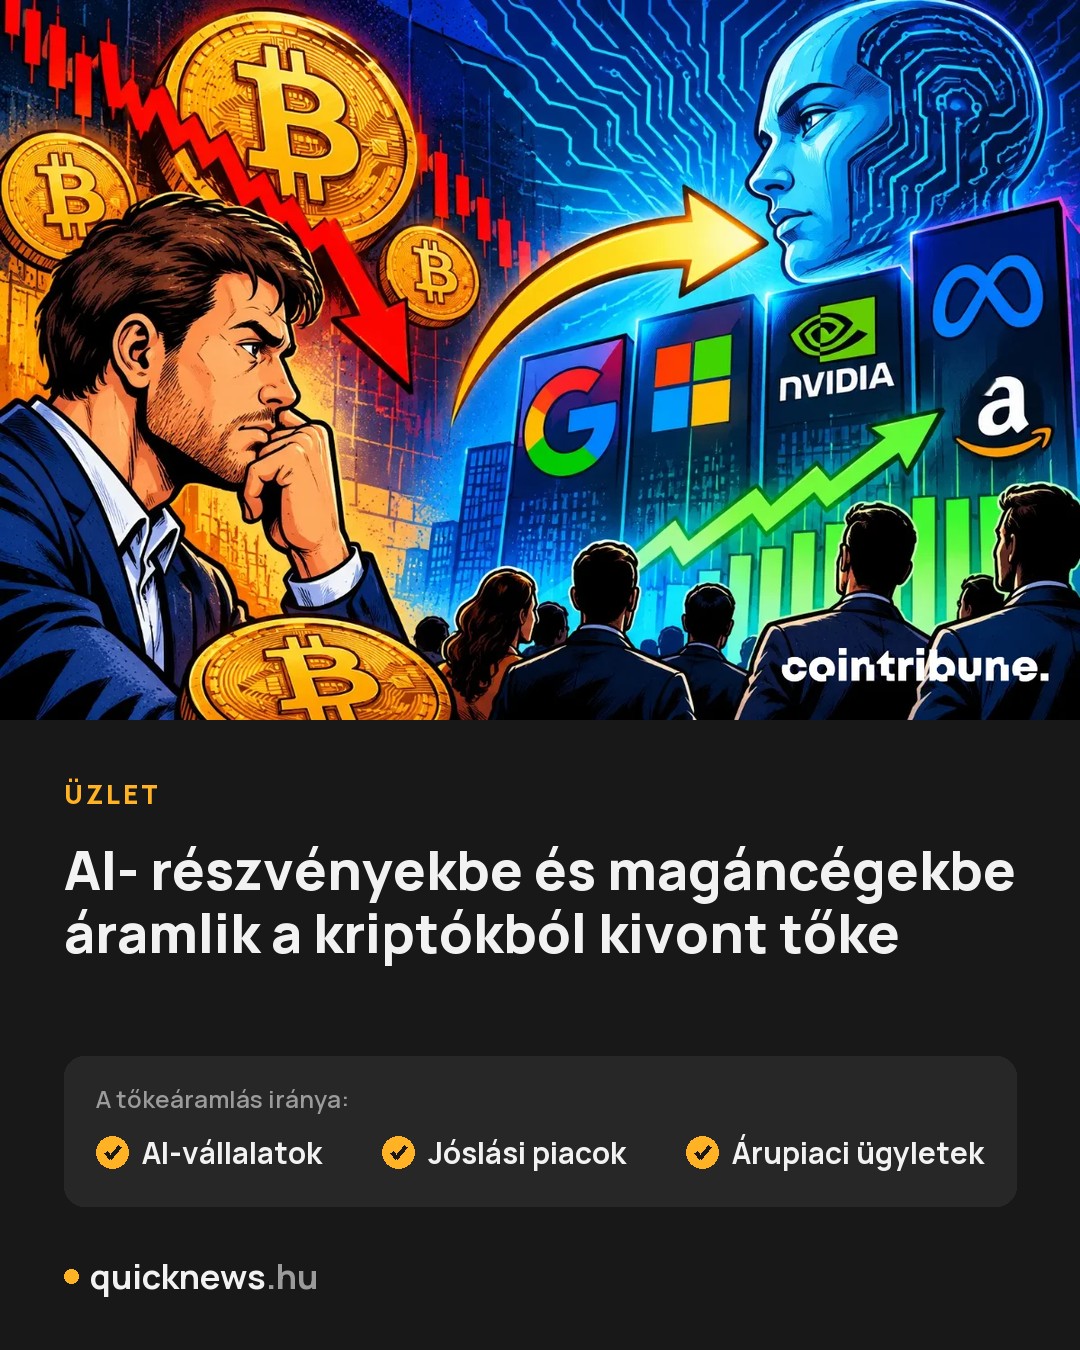 nVIDIA
a
cointribune.
ÜZLET
AI- részvényekbe és magáncégekbe
áramlik a kriptókból kivont tőke
A tőkeáramlás iránya:
AI-vállalatok
Jóslási piacok
Árupiaci ügyletek
quicknews.hu